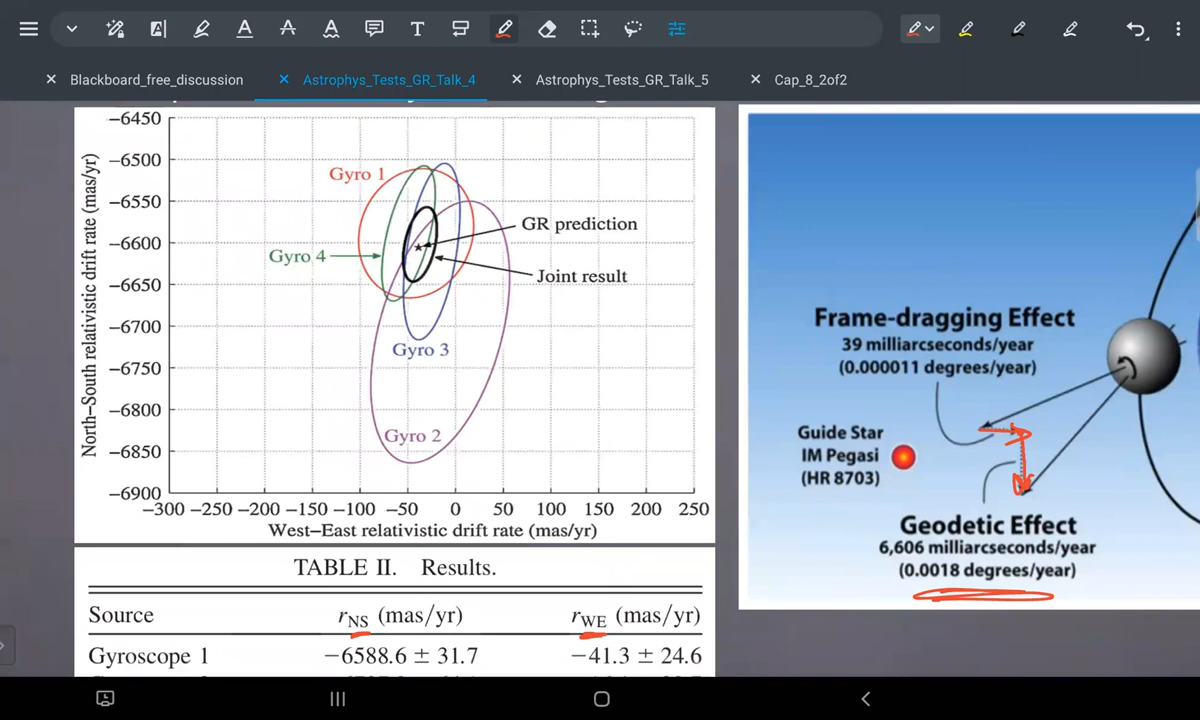 Blackboard_free_discussion
Astrophys_Tests_GR_Talk_4
Astrophys_Tests_GR_Talk_5
Cap_8_2of2
−6450
−6500
−6550
−6600
−6650
−6700
−6750
−6800
−6850
−6900
North–South relativistic drift rate (mas/yr)
Gyro 1
GR prediction
Gyro 4
Joint result
Gyro 3
Gyro 2
−300 −250 −200 −150 −100 −50 0 50 100 150 200 250
West–East relativistic drift rate (mas/yr)
TABLE II. Results.
Source rNS (mas/yr) rWE (mas/yr)
Gyroscope 1 −6588.6 ± 31.7 −41.3 ± 24.6
Frame-dragging Effect
39 milliarcseconds/year
(0.000011 degrees/year)
Guide Star
IM Pegasi
(HR 8703)
Geodetic Effect
6,606 milliarcseconds/year
(0.0018 degrees/year)